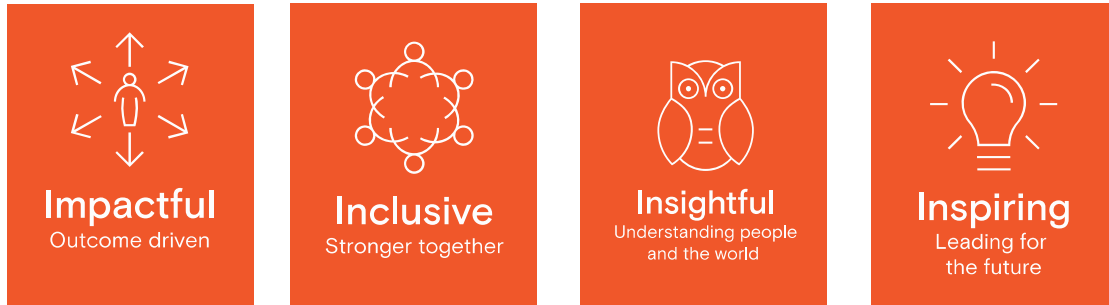 Impactful
Outcome driven
Inclusive
Stronger together
Insightful
Understanding people
and the world
Inspiring
Leading for
the future